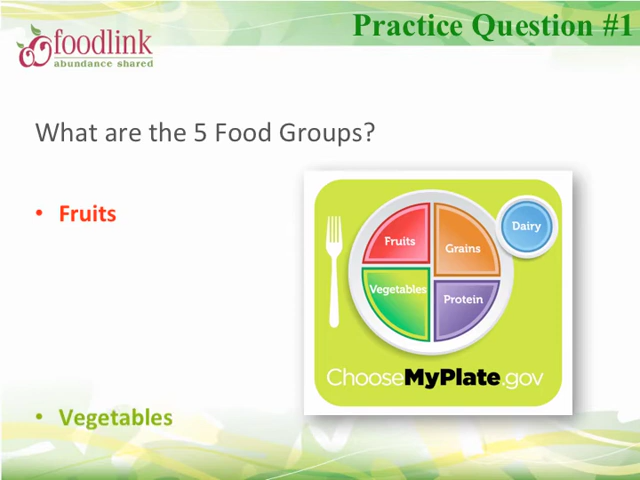 Practice Question #1
foodlink
abundance shared
What are the 5 Food Groups?
• Fruits
Dairy
Fruits
Grains
Vegetables
Protein
ChooseMyPlate.gov
• Vegetables